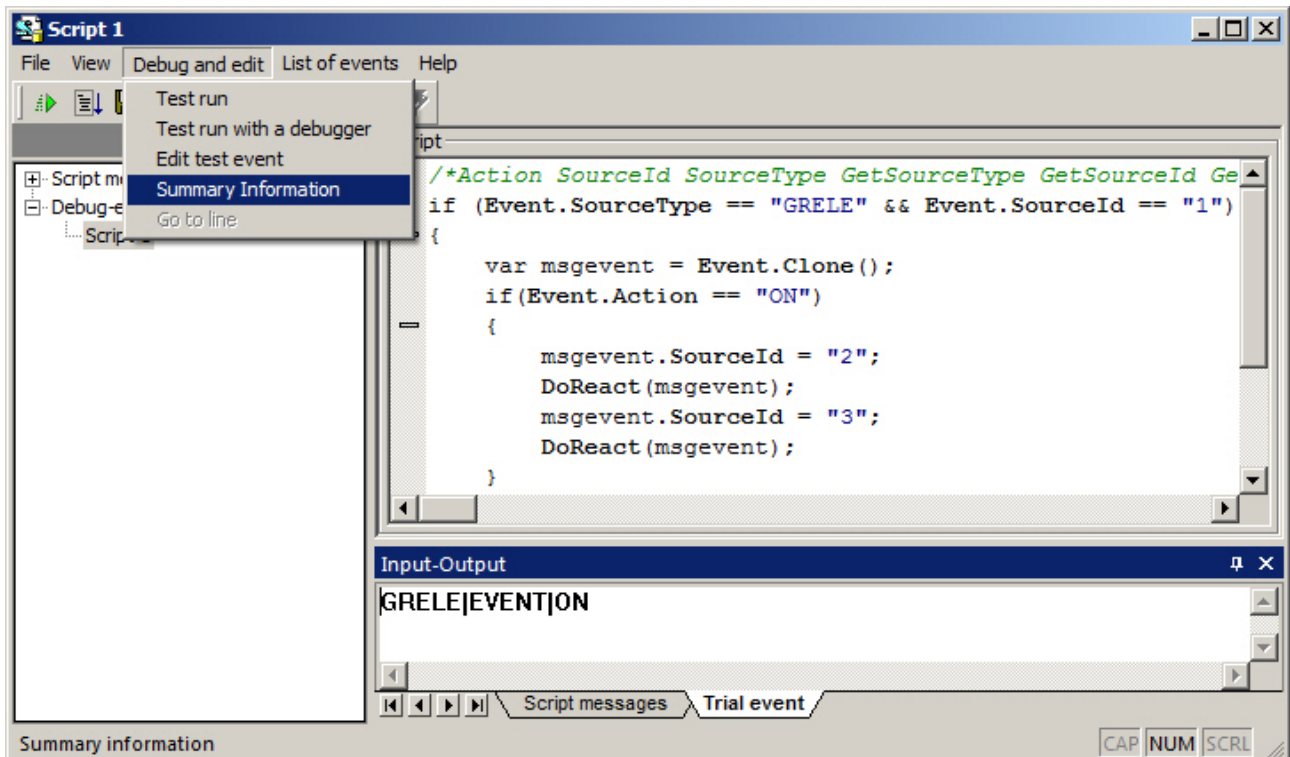 Script 1
File View Debug and edit List of events Help
Test run
Test run with a debugger
Edit test event
Summary Information
Go to line
Script
Debug-e
Script m
/*Action SourceId SourceType GetSourceType GetSourceId Ge
if (Event.SourceType == "GRELE" && Event.SourceId == "1")
{
var msgevent = Event.Clone();
if(Event.Action == "ON")
{
msgevent.SourceId = "2";
DoReact(msgevent);
msgevent.SourceId = "3";
DoReact(msgevent);
}
Input-Output
GRELE|EVENT|ON
Script messages Trial event
Summary information CAP NUM SCRL